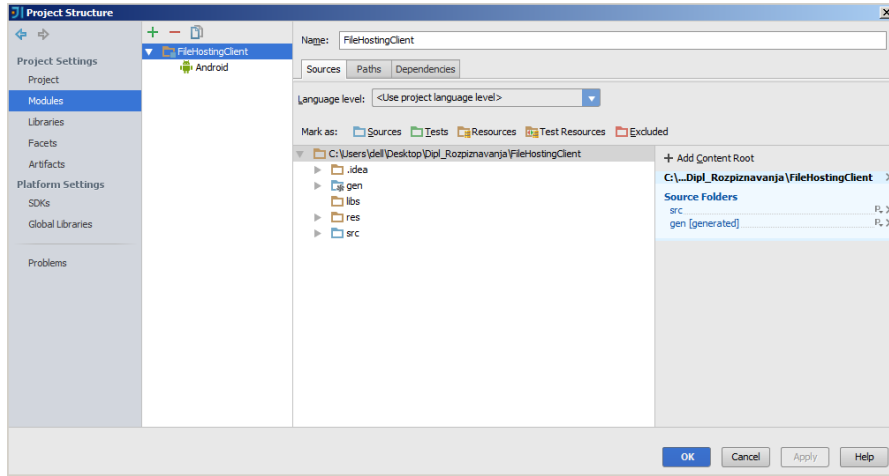 Project Structure
Project Settings
Project
Modules
Libraries
Facets
Artifacts
Platform Settings
SDKs
Global Libraries
Problems
FileHostingClient
Android
Name: FileHostingClient
Sources Paths Dependencies
Language level: <Use project language level>
Mark as: Sources Tests Resources Test Resources Excluded
C:\Users\dell\Desktop\Dipl_Rozpiznavanja\FileHostingClient
.idea
gen
libs
res
src
+ Add Content Root
C:\...Dipl_Rozpiznavanja\FileHostingClient
Source Folders
src
gen [generated]
OK Cancel Apply Help